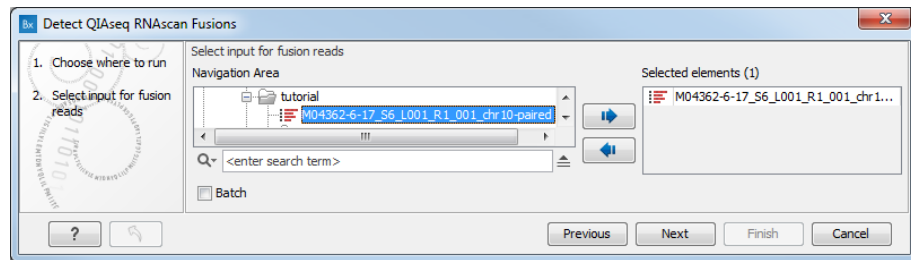 Bx Detect QIAseq RNAscan Fusions
1. Choose where to run
2. Select input for fusion
reads
Select input for fusion reads
Navigation Area
tutorial
M04362-6-17_S6_L001_R1_001_chr10-paired
<enter search term>
Batch
Selected elements (1)
M04362-6-17_S6_L001_R1_001_chr1...
?
Previous
Next
Finish
Cancel